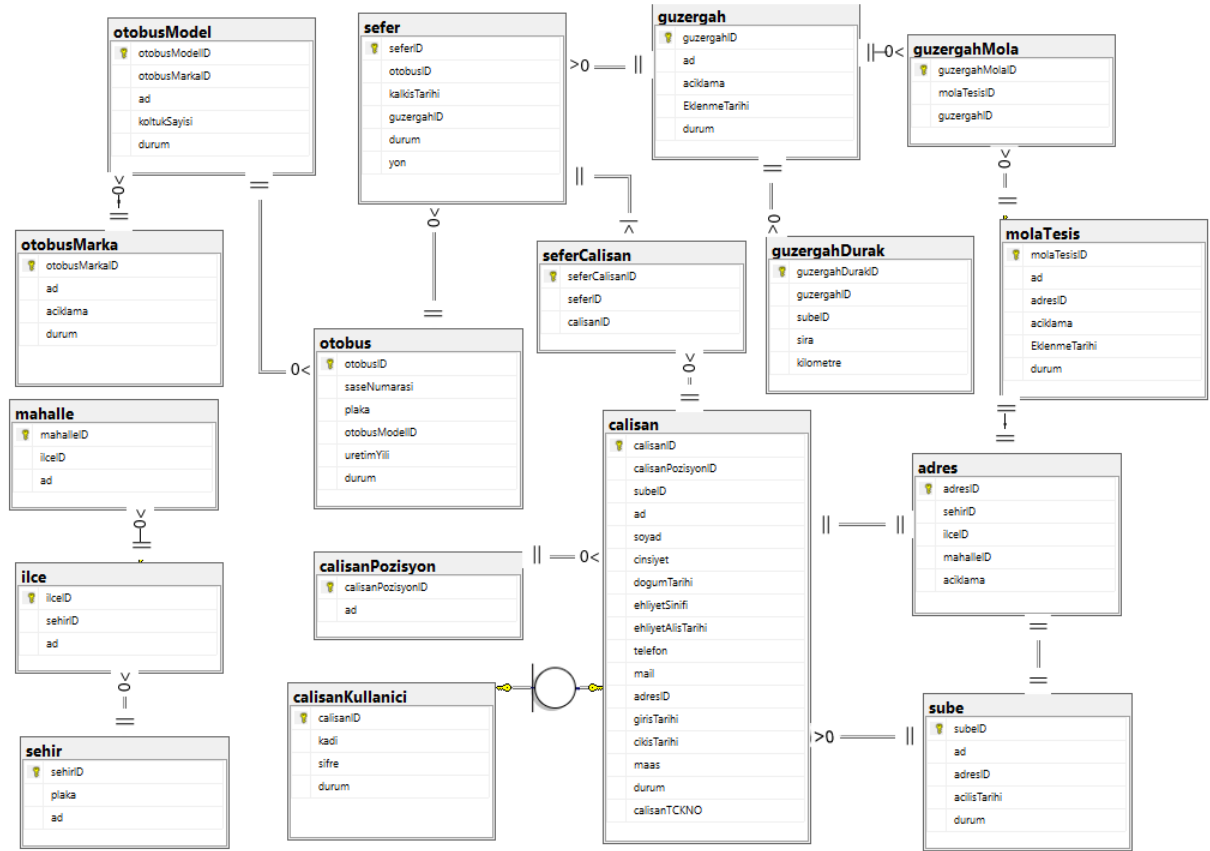 otobusModel
otobusModelID
otobusMarkaID
ad
koltukSayisi
durum
sefer
seferID
otobusID
kalkisTarihi
guzergahID
durum
yon
guzergah
guzergahID
ad
aciklama
EklenmeTarihi
durum
guzergahMola
guzergahMolaID
molaTesisID
guzergahID
otobusMarka
otobusMarkaID
ad
aciklama
durum
seferCalisan
seferCalisanID
seferID
calisanID
guzergahDurak
guzergahDurakID
guzergahID
subeID
sira
kilometre
molaTesis
molaTesisID
ad
adresID
aciklama
EklenmeTarihi
durum
otobus
otobusID
saseNumarasi
plaka
otobusModelID
uretimYili
durum
mahalle
mahalleID
ilceID
ad
calisan
calisanID
calisanPozisyonID
subeID
ad
soyad
cinsiyet
dogumTarihi
ehliyetSinifi
ehliyetAlisTarihi
telefon
mail
adresID
girisTarihi
cikisTarihi
maas
durum
calisanTCKNO
adres
adresID
sehirID
ilceID
mahalleID
aciklama
ilce
ilceID
sehirID
ad
calisanPozisyon
calisanPozisyonID
ad
calisanKullanici
calisanID
kadi
sifre
durum
sube
subeID
ad
adresID
acilisTarihi
durum
sehir
sehirID
plaka
ad